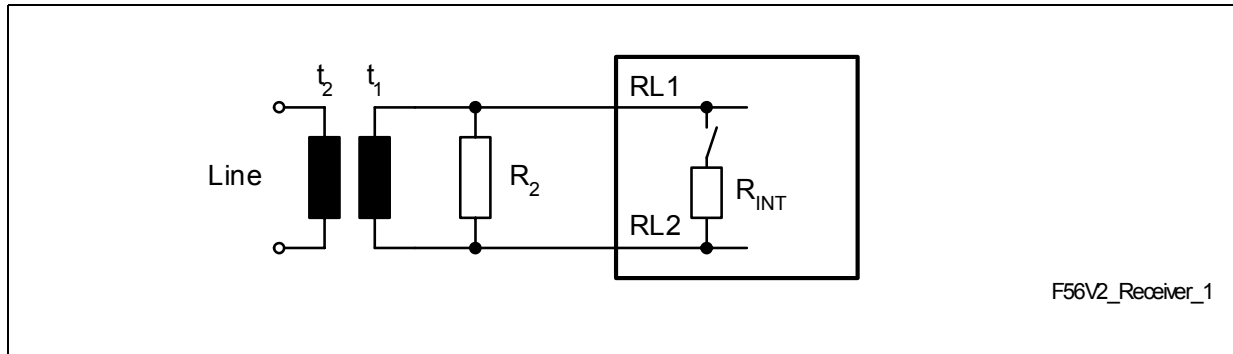 t2 t1
RL1
Line
R2
RINT
RL2
F56V2_Receiver_1